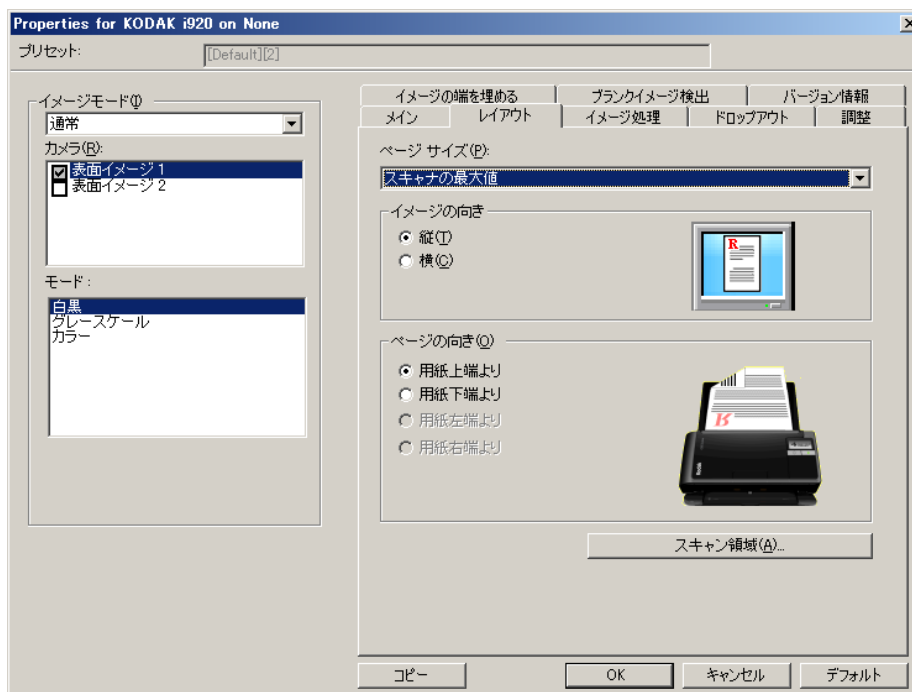 Properties for KODAK i920 on None
プリセット:
[Default][2]
イメージモード(I)
通常
カメラ(R):
表面イメージ 1
表面イメージ 2
モード :
白黒
グレースケール
カラー
イメージの端を埋める
ブランクイメージ検出
バージョン情報
メイン
レイアウト
イメージ処理
ドロップアウト
調整
ページ サイズ(P):
スキャナの最大値
イメージの向き
縦(T)
横(C)
R
ページの向き(O)
用紙上端より
用紙下端より
用紙左端より
用紙右端より
R
スキャン領域(A)...
コピー
OK
キャンセル
デフォルト